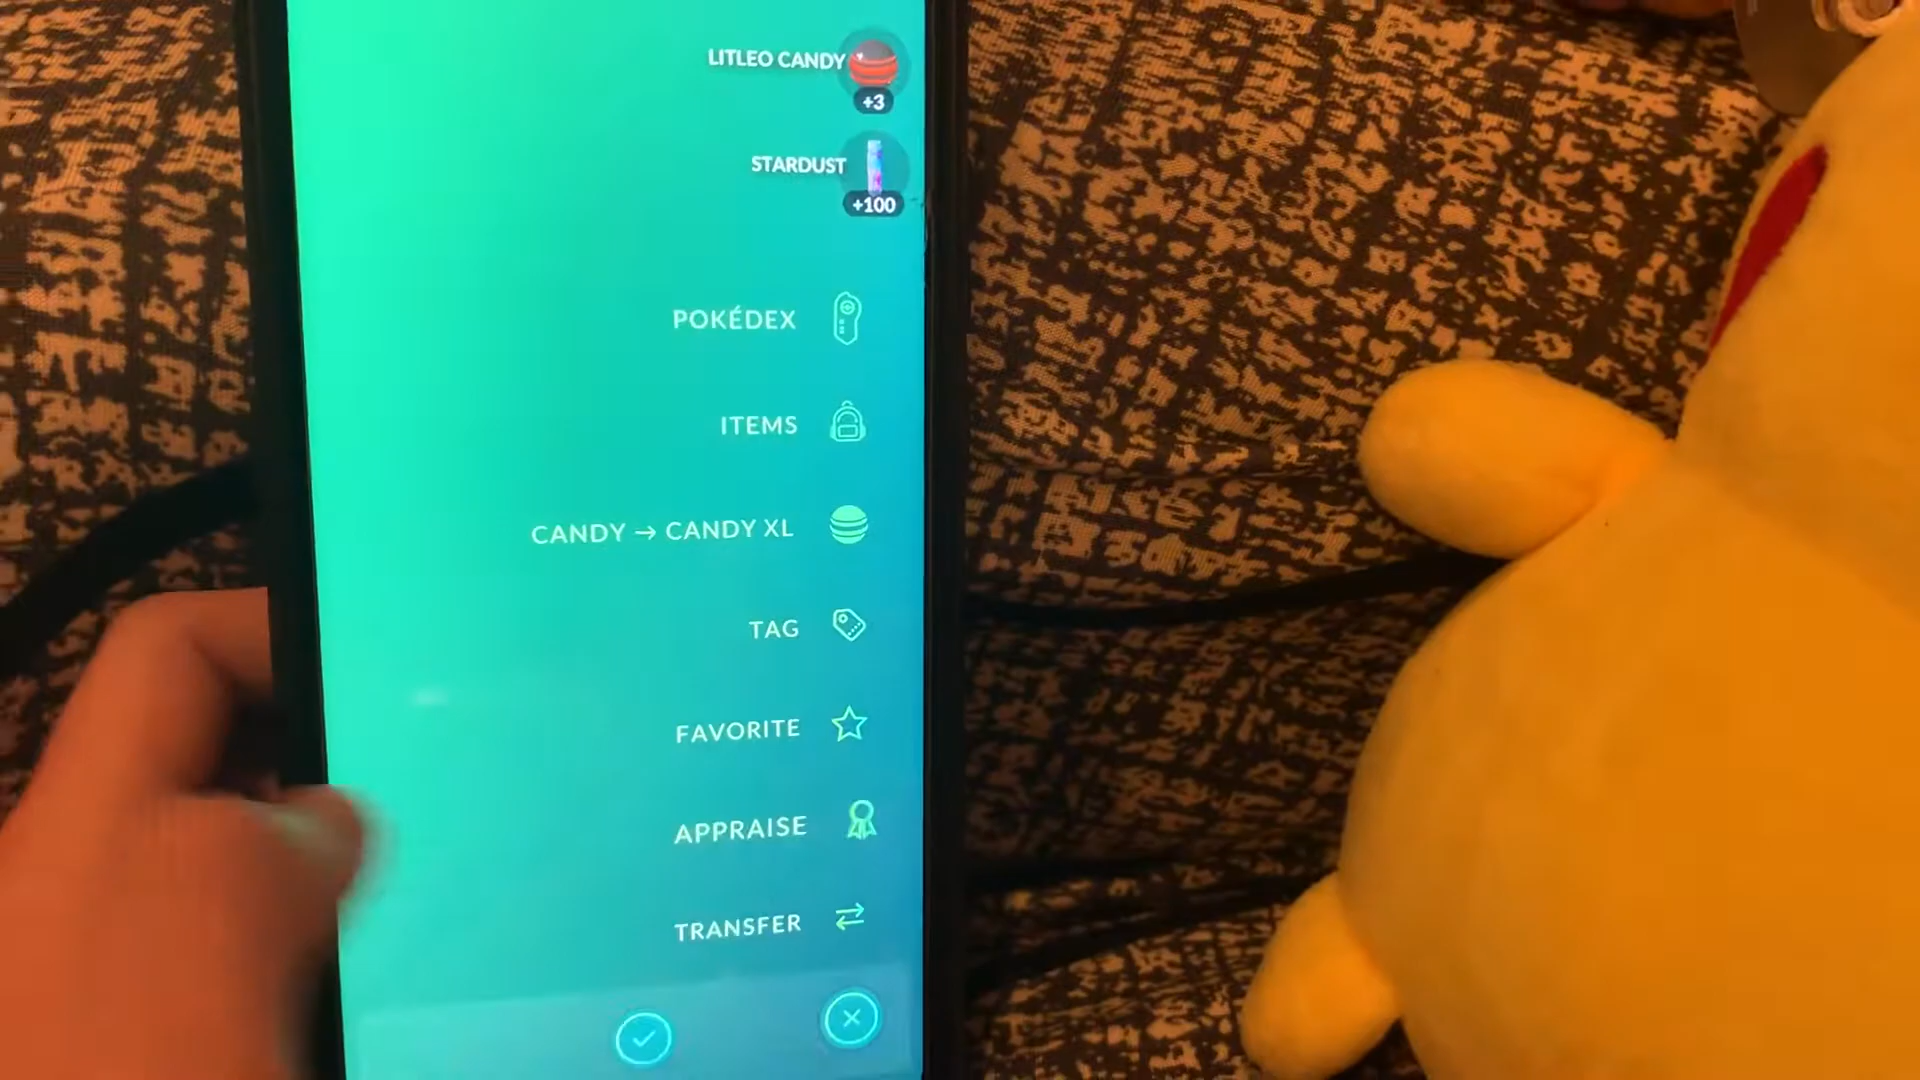 LITLEO CANDY
+3
STARDUST
+100
POKÉDEX
ITEMS
CANDY → CANDY XL
TAG
FAVORITE
APPRAISE
TRANSFER